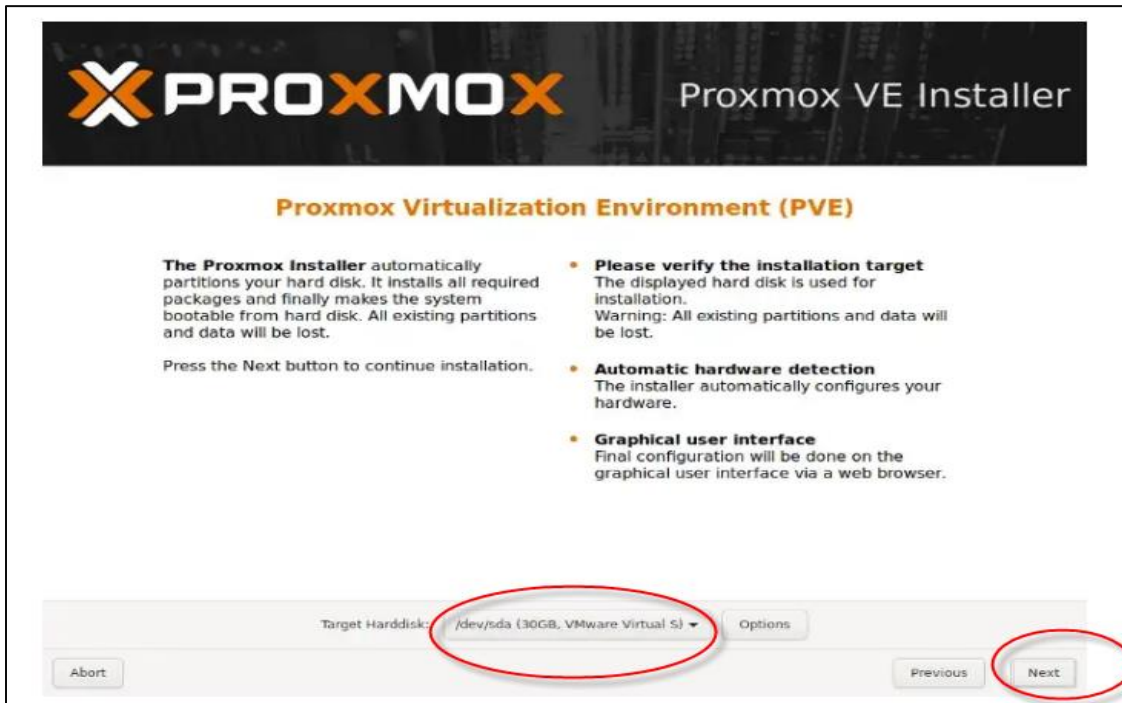 PROXMOX
Proxmox VE Installer
Proxmox Virtualization Environment (PVE)
The Proxmox Installer automatically
partitions your hard disk. It installs all required
packages and finally makes the system
bootable from hard disk. All existing partitions
and data will be lost.
Press the Next button to continue installation.
• Please verify the installation target
The displayed hard disk is used for
installation.
Warning: All existing partitions and data will
be lost.
• Automatic hardware detection
The installer automatically configures your
hardware.
• Graphical user interface
Final configuration will be done on the
graphical user interface via a web browser.
Target Harddisk: /dev/sda (30GB, VMware Virtual S) Options
Abort Previous Next